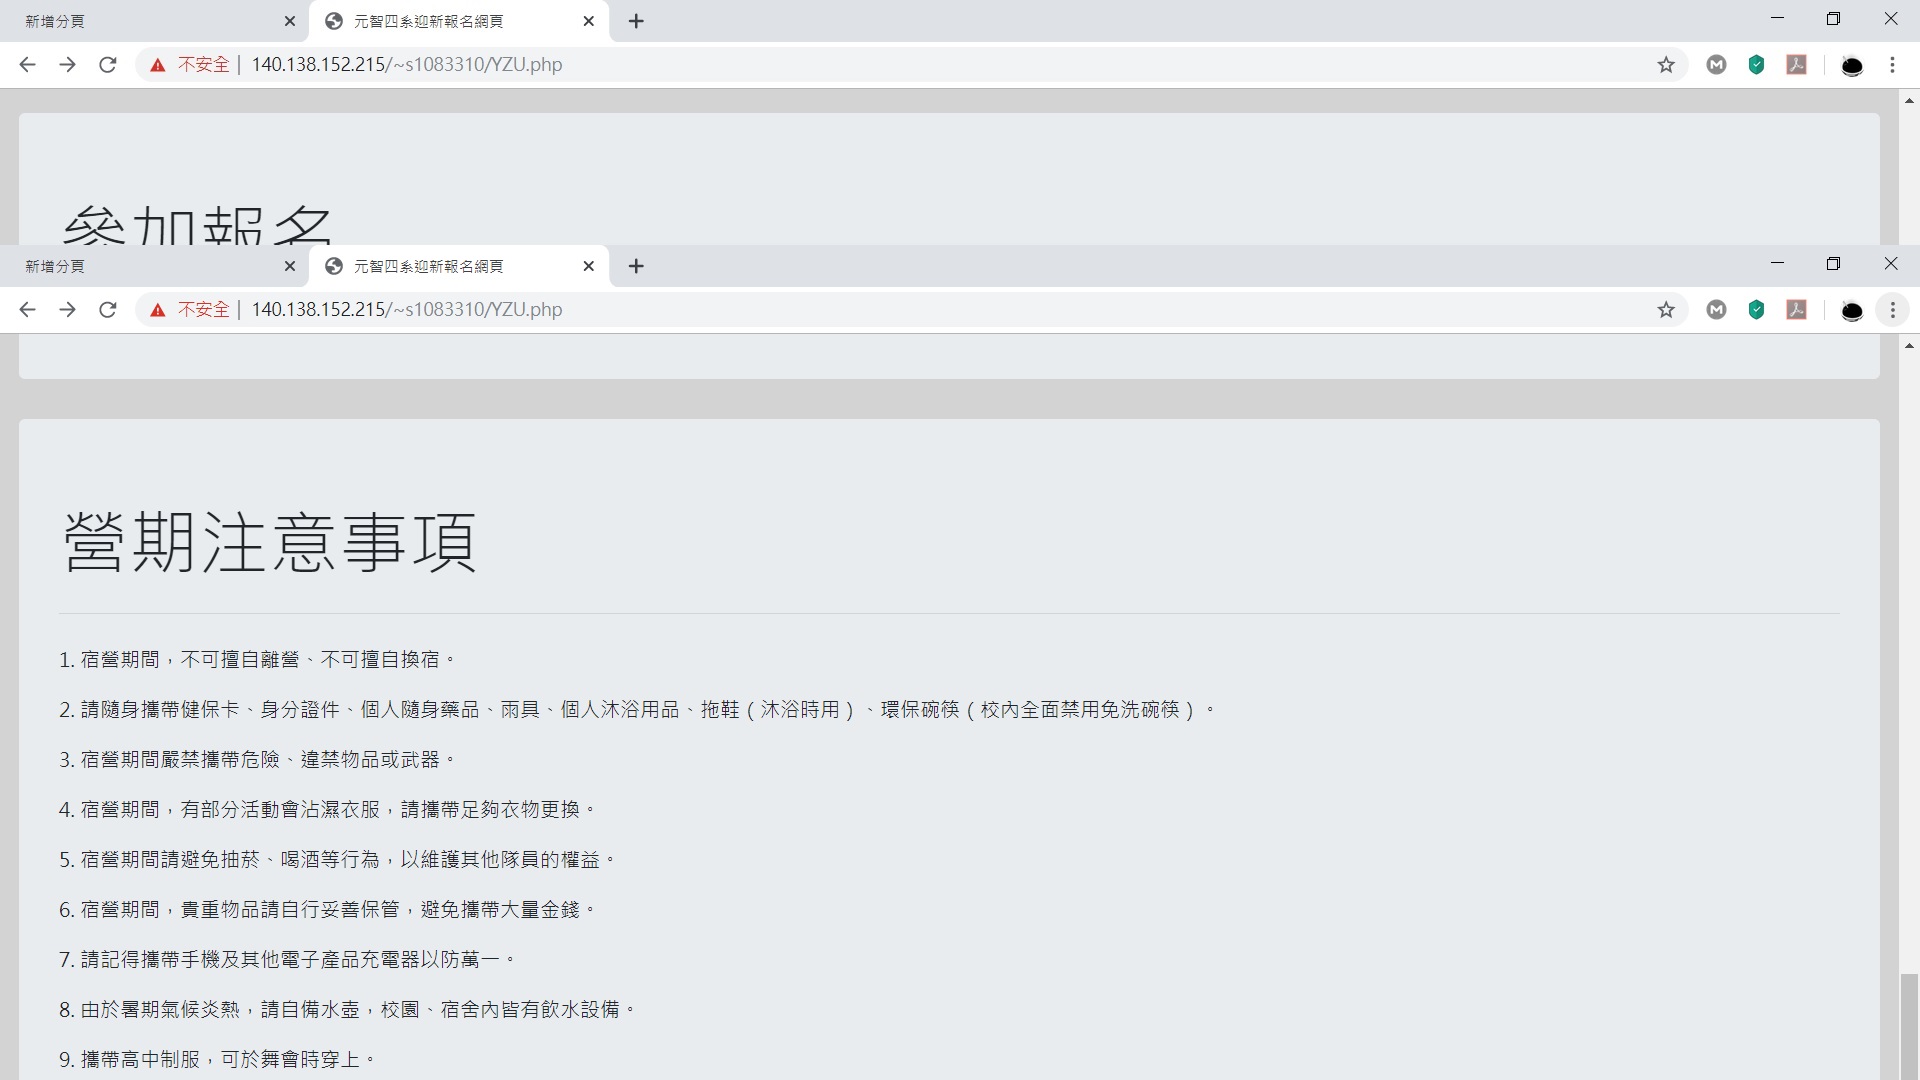 新增分頁
元智四系迎新報名網頁
不安全 | 140.138.152.215/~s1083310/YZU.php
參加報名
新增分頁
元智四系迎新報名網頁
不安全 | 140.138.152.215/~s1083310/YZU.php
營期注意事項
1. 宿營期間，不可擅自離營、不可擅自換宿。
2. 請隨身攜帶健保卡、身分證件、個人隨身藥品、雨具、個人沐浴用品、拖鞋（沐浴時用）、環保碗筷（校內全面禁用免洗碗筷）。
3. 宿營期間嚴禁攜帶危險、違禁物品或武器。
4. 宿營期間，有部分活動會沾濕衣服，請攜帶足夠衣物更換。
5. 宿營期間請避免抽菸、喝酒等行為，以維護其他隊員的權益。
6. 宿營期間，貴重物品請自行妥善保管，避免攜帶大量金錢。
7. 請記得攜帶手機及其他電子產品充電器以防萬一。
8. 由於暑期氣候炎熱，請自備水壺，校園、宿舍內皆有飲水設備。
9. 攜帶高中制服，可於舞會時穿上。